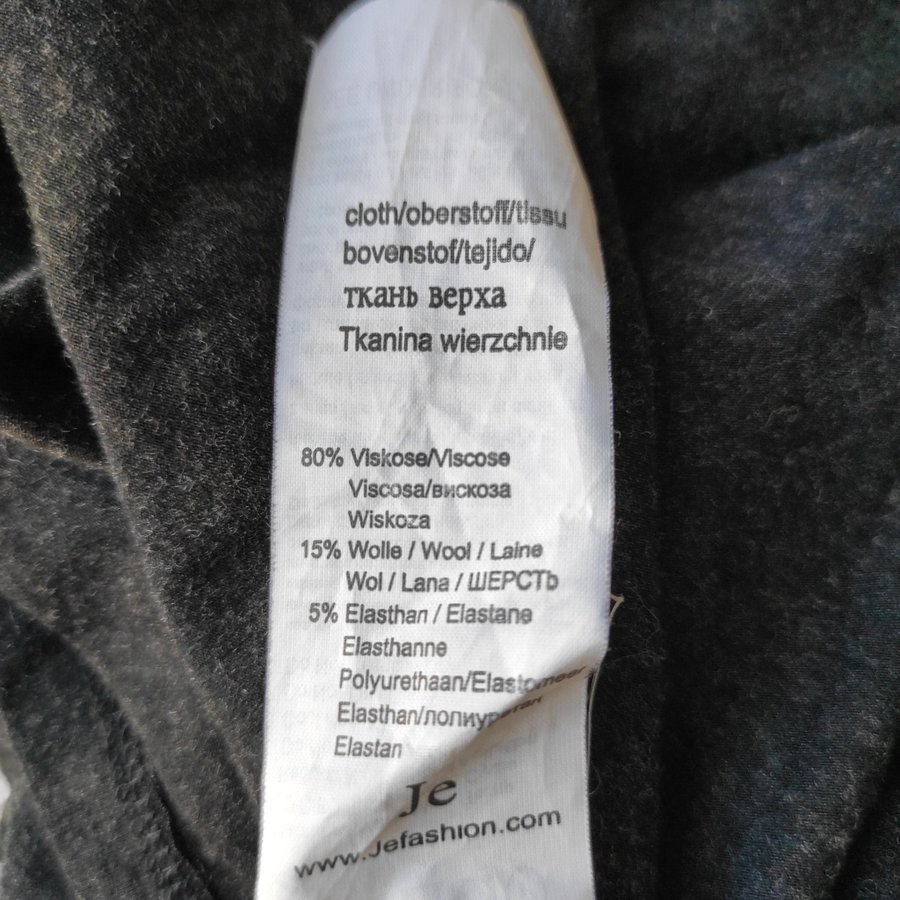 cloth/oberstoff/tissu
bovenstof/tejido/
ткань верха
Tkanina wierzchnie
80% Viskose/Viscose
Viscosa/вискоза
Wiskoza
15% Wolle / Wool / Laine
Wol / Lana / ШЕРСТЬ
5% Elasthan / Elastane
Elasthanne
Polyurethaan/Elastomeer
Elasthan/полиуретан
Elastan
Je
www.Jefashion.com